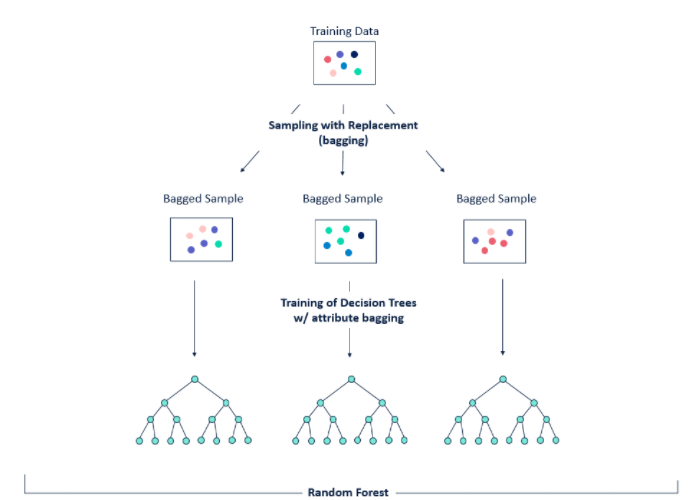 Training Data
Sampling with Replacement
(bagging)
Bagged Sample
Bagged Sample
Bagged Sample
Training of Decision Trees
w/ attribute bagging
Random Forest